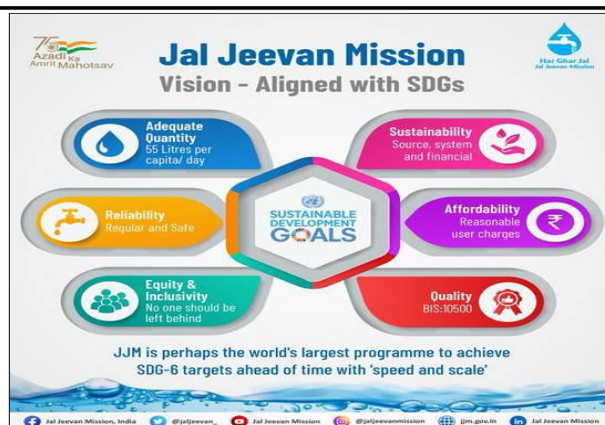 75
Azadi Ka
Amrit Mahotsav
Jal Jeevan Mission
Vision - Aligned with SDGs
Har Ghar Jal
Jal Jeevan Mission
Adequate
Quantity
55 Litres per
capita/ day
Sustainability
Source, system
and financial
Reliability
Regular and Safe
SUSTAINABLE
DEVELOPMENT
GOALS
Affordability
Reasonable
user charges
Equity &
Inclusivity
No one should be
left behind
Quality
BIS:10500
JJM is perhaps the world's largest programme to achieve
SDG-6 targets ahead of time with 'speed and scale'
Jal Jeevan Mission, India @jaljeevan_ Jal Jeevan Mission @jaljeevanmission jjm.gov.in Jal Jeevan Mission